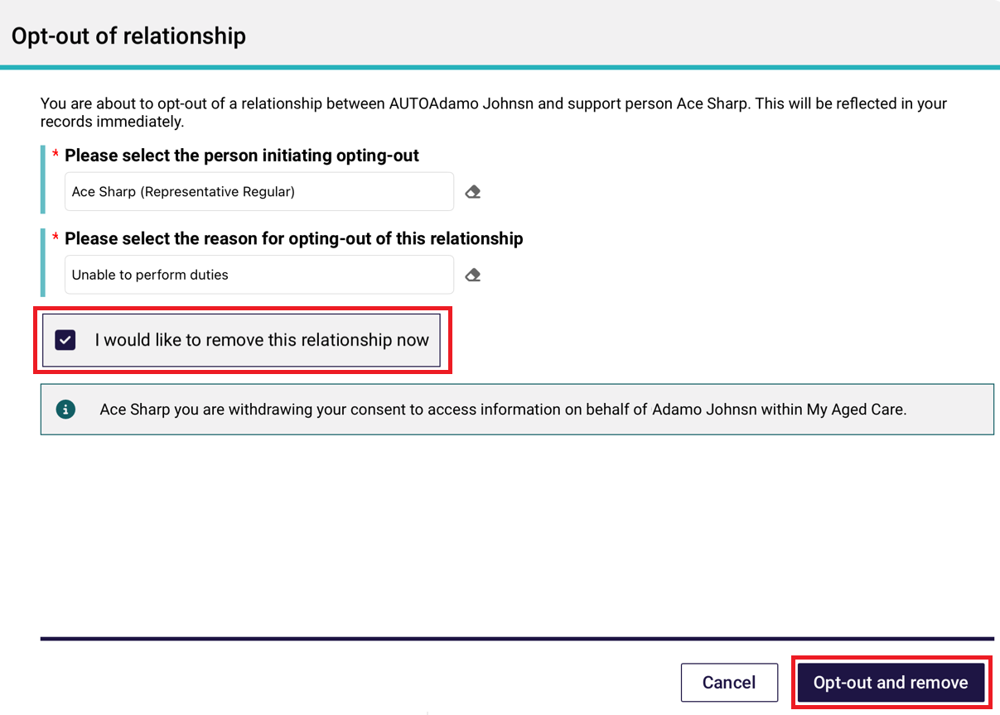 Opt-out of relationship
You are about to opt-out of a relationship between AUTOAdamo Johnsn and support person Ace Sharp. This will be reflected in your
records immediately.
* Please select the person initiating opting-out
Ace Sharp (Representative Regular)
* Please select the reason for opting-out of this relationship
Unable to perform duties
I would like to remove this relationship now
Ace Sharp you are withdrawing your consent to access information on behalf of Adamo Johnsn within My Aged Care.
Cancel
Opt-out and remove